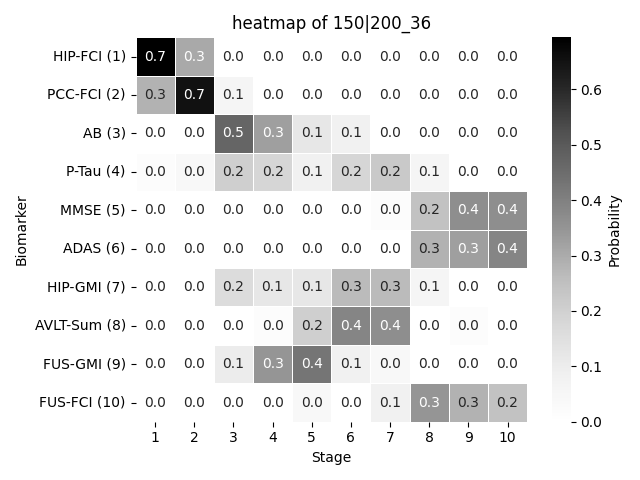 heatmap of 150|200_36
HIP-FCI (1) 0.7 0.3 0.0 0.0 0.0 0.0 0.0 0.0 0.0 0.0
PCC-FCI (2) 0.3 0.7 0.1 0.0 0.0 0.0 0.0 0.0 0.0 0.0
AB (3) 0.0 0.0 0.5 0.3 0.1 0.1 0.0 0.0 0.0 0.0
P-Tau (4) 0.0 0.0 0.2 0.2 0.1 0.2 0.2 0.1 0.0 0.0
MMSE (5) 0.0 0.0 0.0 0.0 0.0 0.0 0.0 0.2 0.4 0.4
ADAS (6) 0.0 0.0 0.0 0.0 0.0 0.0 0.0 0.3 0.3 0.4
HIP-GMI (7) 0.0 0.0 0.2 0.1 0.1 0.3 0.3 0.1 0.0 0.0
AVLT-Sum (8) 0.0 0.0 0.0 0.0 0.2 0.4 0.4 0.0 0.0 0.0
FUS-GMI (9) 0.0 0.0 0.1 0.3 0.4 0.1 0.0 0.0 0.0 0.0
FUS-FCI (10) 0.0 0.0 0.0 0.0 0.0 0.0 0.1 0.3 0.3 0.2
1 2 3 4 5 6 7 8 9 10
Stage
Biomarker
0.6
0.5
0.4
0.3
0.2
0.1
0.0
Probability